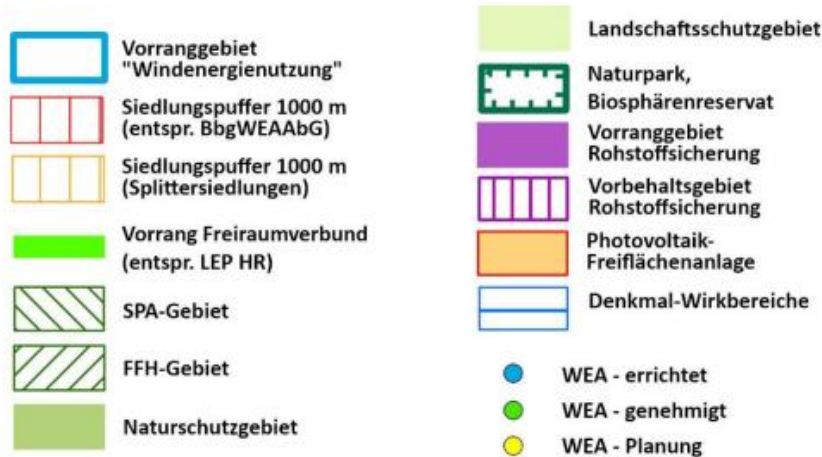 Vorranggebiet
"Windenergienutzung"
Siedlungspuffer 1000 m
(entspr. BbgWEAAbG)
Siedlungspuffer 1000 m
(Splittersiedlungen)
Vorrang Freiraumverbund
(entspr. LEP HR)
SPA-Gebiet
FFH-Gebiet
Naturschutzgebiet
Landschaftsschutzgebiet
Naturpark,
Biosphärenreservat
Vorranggebiet
Rohstoffsicherung
Vorbehaltsgebiet
Rohstoffsicherung
Photovoltaik-
Freiflächenanlage
Denkmal-Wirkbereiche
WEA - errichtet
WEA - genehmigt
WEA - Planung